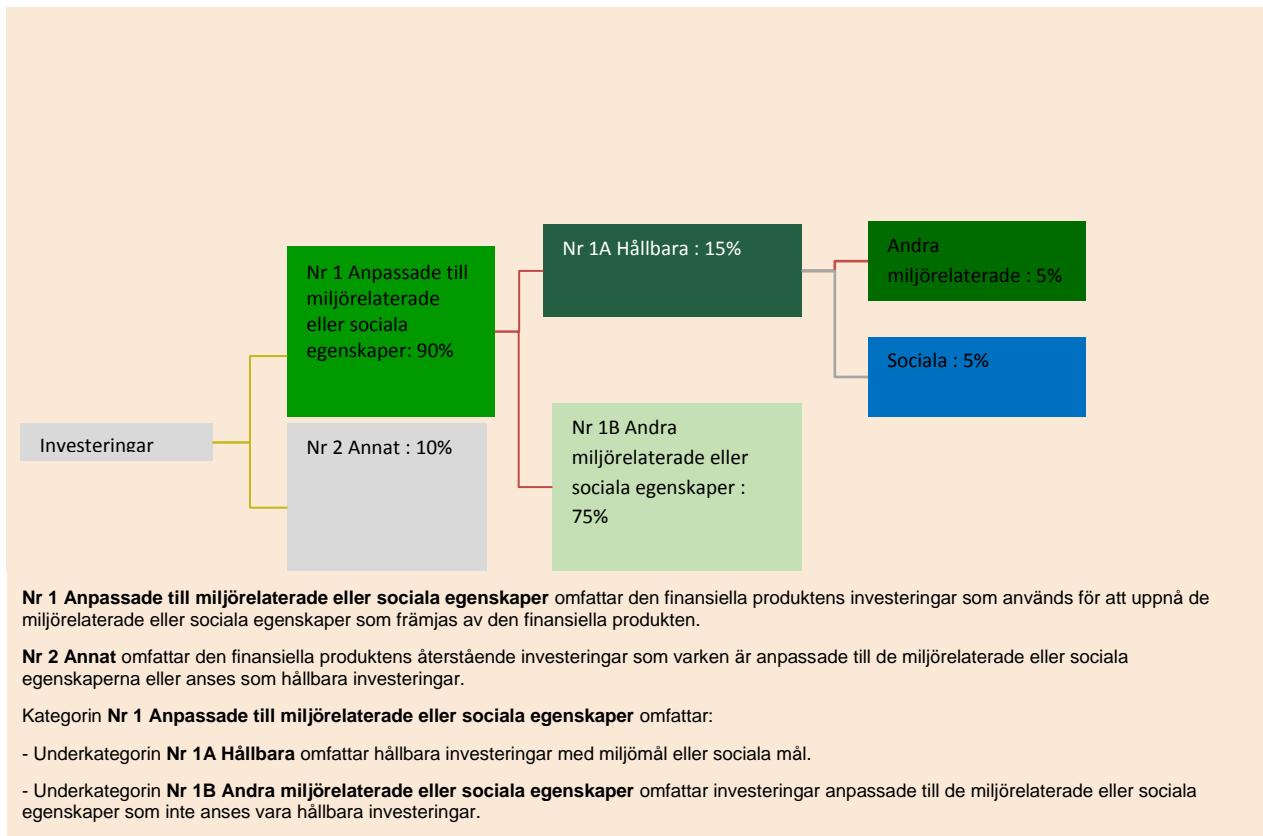 Investeringar
Nr 1 Anpassade till
miljörelaterade
eller sociala
egenskaper: 90%
Nr 2 Annat : 10%
Nr 1A Hållbara : 15%
Nr 1B Andra
miljörelaterade eller
sociala egenskaper :
75%
Andra
miljörelaterade : 5%
Sociala : 5%
Nr 1 Anpassade till miljörelaterade eller sociala egenskaper omfattar den finansiella produktens investeringar som används för att uppnå de
miljörelaterade eller sociala egenskaper som främjas av den finansiella produkten.
Nr 2 Annat omfattar den finansiella produktens återstående investeringar som varken är anpassade till de miljörelaterade eller sociala
egenskaperna eller anses som hållbara investeringar.
Kategorin Nr 1 Anpassade till miljörelaterade eller sociala egenskaper omfattar:
- Underkategorin Nr 1A Hållbara omfattar hållbara investeringar med miljömål eller sociala mål.
- Underkategorin Nr 1B Andra miljörelaterade eller sociala egenskaper omfattar investeringar anpassade till de miljörelaterade eller sociala
egenskaper som inte anses vara hållbara investeringar.